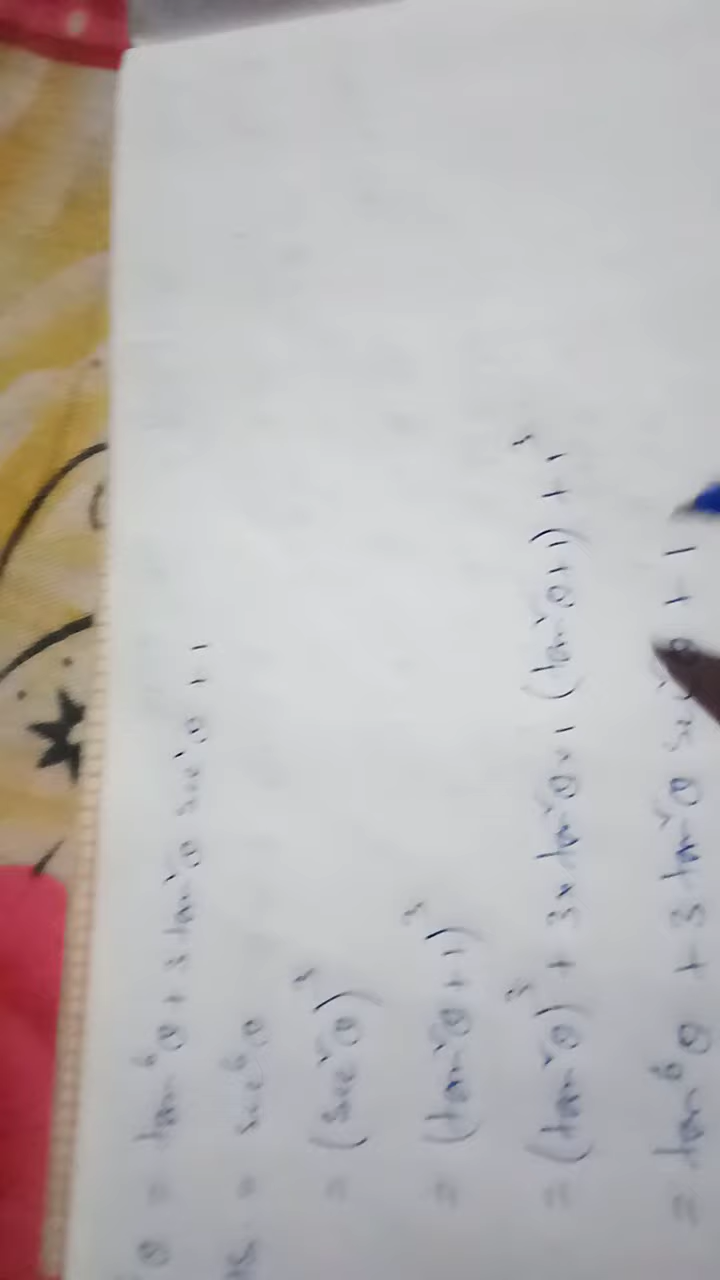 θ = tan⁶θ + 3 tan²θ sec²θ + 1
S. = sec⁶θ
= (sec²θ)³
= (tan²θ + 1)³
= (tan²θ)³ + 3 × tan²θ × 1 (tan²θ + 1) + 1³
= tan⁶θ + 3 tan²θ sec²θ + 1